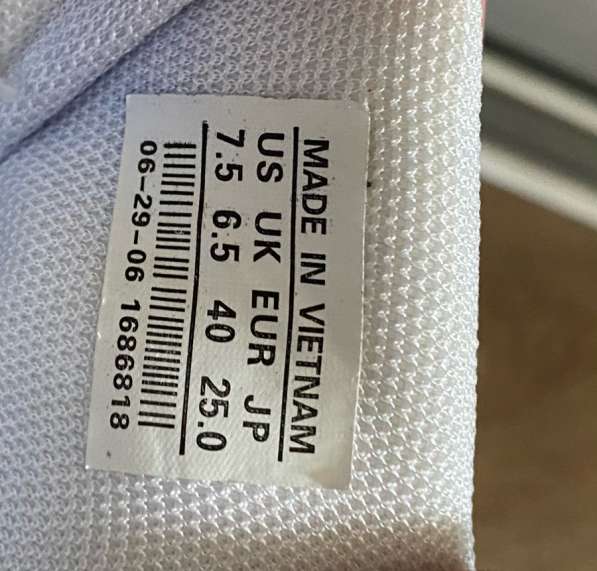 MADE IN VIETNAM
US UK EUR JP
7.5 6.5 40 25.0
06-29-06 1686818